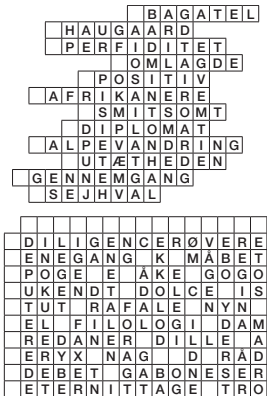 BAGATEL
HAUGAARD
PERFIDITET
OMLAGDE
POSITIV
AFRIKANERE
SMITSOMT
DIPLOMAT
ALPEVANDRING
UTÆTHEDEN
GENNEMGANG
SEJHVAL
DILIGENCERØVERE
ENEGANG K MÅBET
POGE E ÅKE GOGO
UKENDT DOLCE IS
TUT RAFALE NYN
EL FILOLOGI DAM
REDANER DILLE A
ERYX NAG D RÅD
DEBET GABONESER
ETERNITTAGE TRO